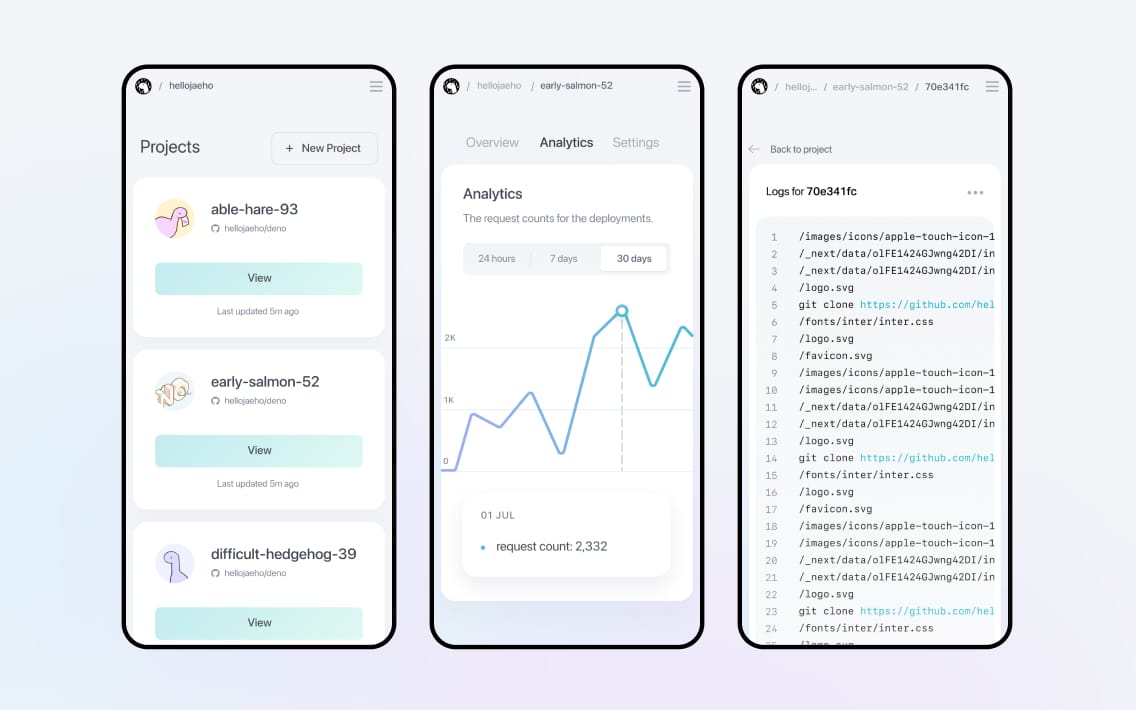 / hellojaeho
Projects
+ New Project
able-hare-93
hellojaeho/deno
View
Last updated 5m ago
early-salmon-52
hellojaeho/deno
View
Last updated 5m ago
difficult-hedgehog-39
hellojaeho/deno
View
/ hellojaeho / early-salmon-52
Overview Analytics Settings
Analytics
The request counts for the deployments.
24 hours 7 days 30 days
2K
1K
0
01 JUL
request count: 2,332
/ helloj... / early-salmon-52 / 70e341fc
Back to project
Logs for 70e341fc
1 /images/icons/apple-touch-icon-1
2 /_next/data/olFE1424GJwng42DI/in
3 /_next/data/olFE1424GJwng42DI/in
4 /logo.svg
5 git clone https://github.com/hel
6 /fonts/inter/inter.css
7 /logo.svg
8 /favicon.svg
9 /images/icons/apple-touch-icon-1
10 /images/icons/apple-touch-icon-1
11 /_next/data/olFE1424GJwng42DI/in
12 /_next/data/olFE1424GJwng42DI/in
13 /logo.svg
14 git clone https://github.com/hel
15 /fonts/inter/inter.css
16 /logo.svg
17 /favicon.svg
18 /images/icons/apple-touch-icon-1
19 /images/icons/apple-touch-icon-1
20 /_next/data/olFE1424GJwng42DI/in
21 /_next/data/olFE1424GJwng42DI/in
22 /logo.svg
23 git clone https://github.com/hel
24 /fonts/inter/inter.css